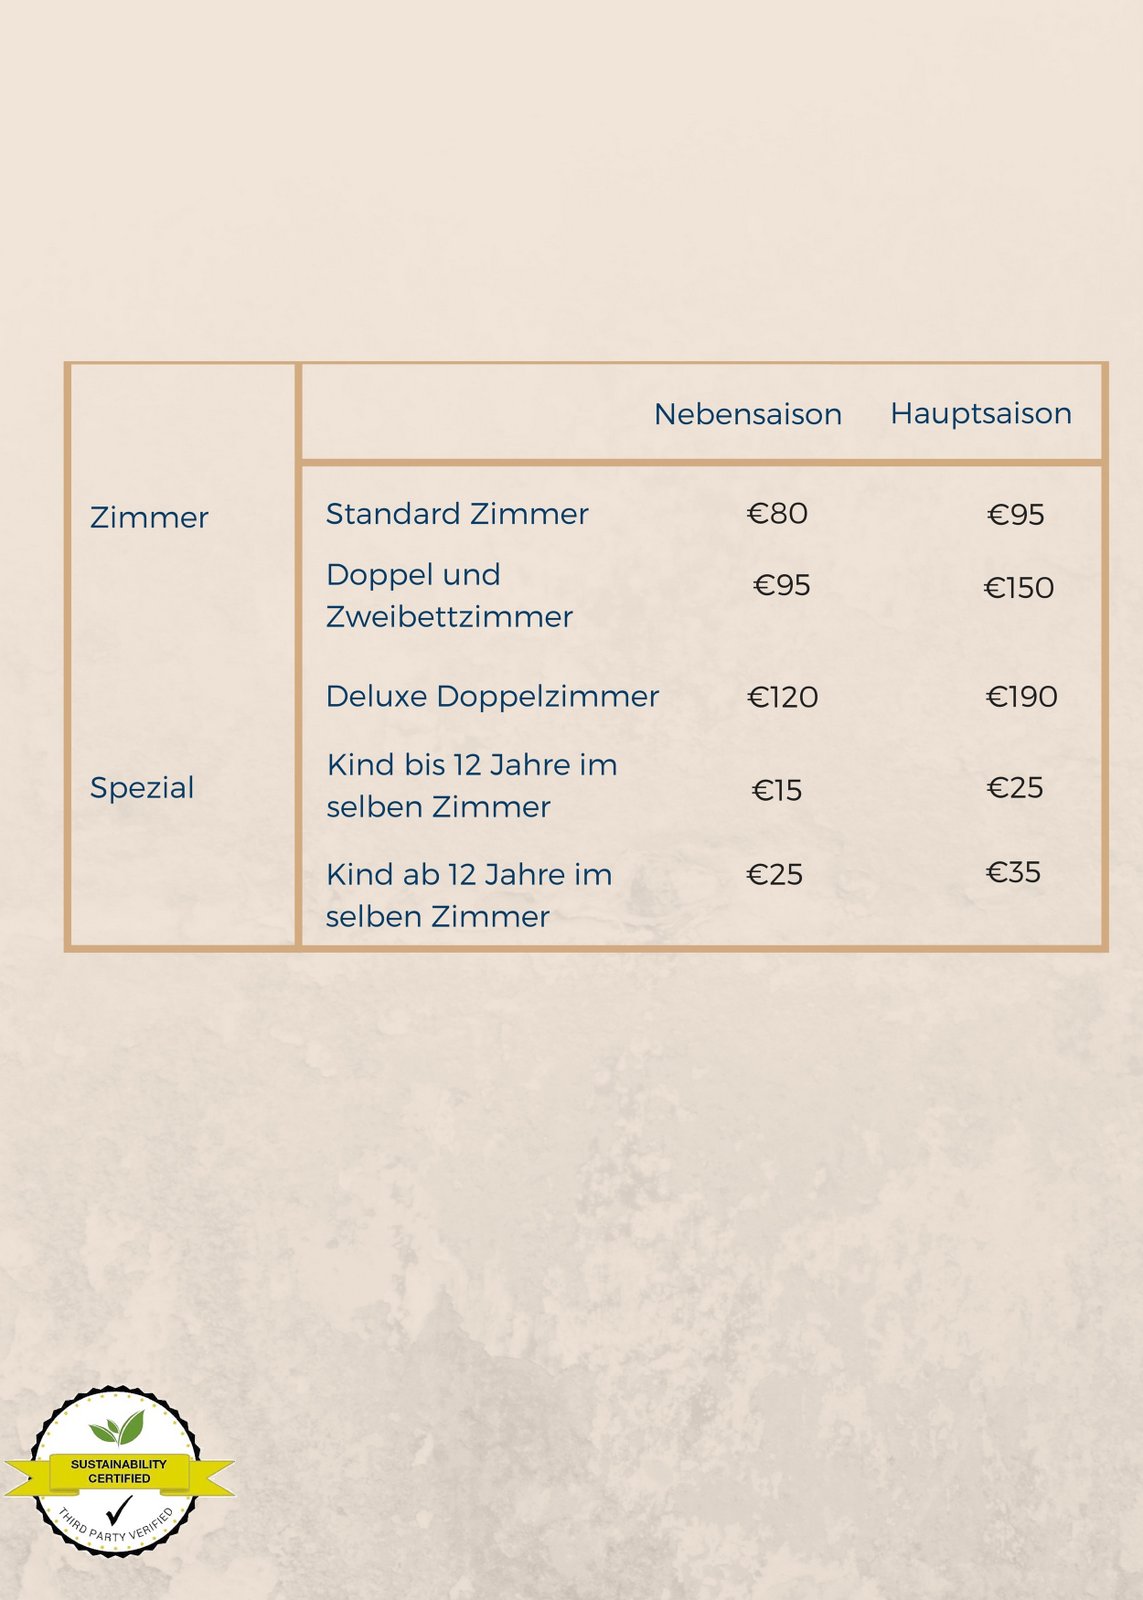 Nebensaison Hauptsaison
Zimmer Standard Zimmer €80 €95
Doppel und
Zweibettzimmer €95 €150
Deluxe Doppelzimmer €120 €190
Spezial
Kind bis 12 Jahre im
selben Zimmer €15 €25
Kind ab 12 Jahre im
selben Zimmer €25 €35
SUSTAINABILITY
CERTIFIED
THIRD PARTY VERIFIED